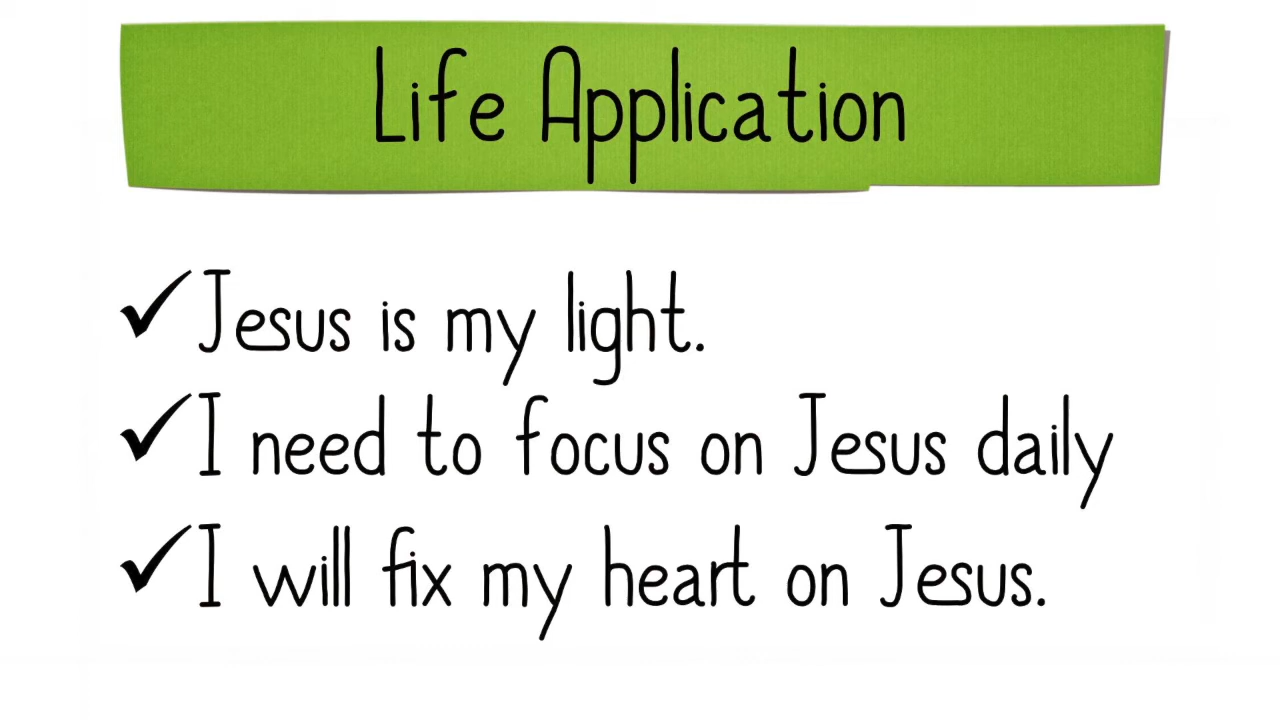 Life Application
✓Jesus is my light.
✓I need to focus on Jesus daily
✓I will fix my heart on Jesus.